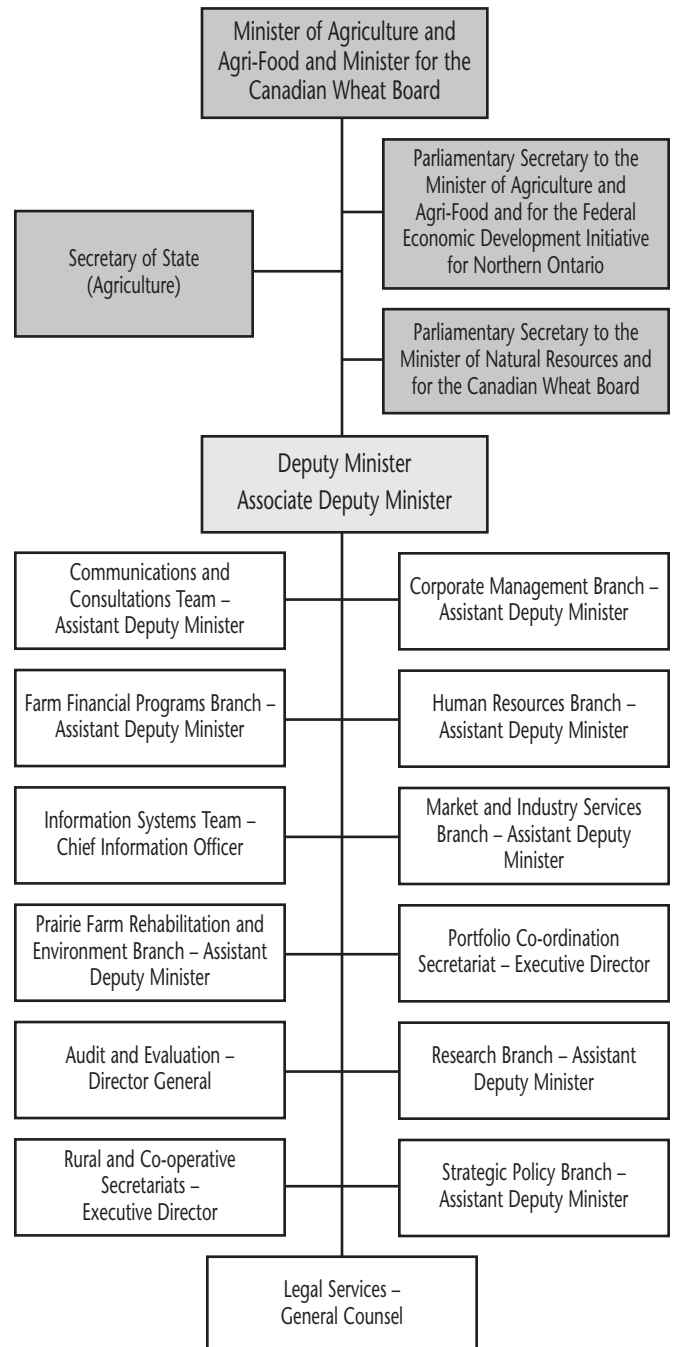 Minister of Agriculture and
Agri-Food and Minister for the
Canadian Wheat Board
Parliamentary Secretary to the
Minister of Agriculture and
Agri-Food and for the Federal
Economic Development Initiative
for Northern Ontario
Secretary of State
(Agriculture)
Parliamentary Secretary to the
Minister of Natural Resources and
for the Canadian Wheat Board
Deputy Minister
Associate Deputy Minister
Communications and
Consultations Team –
Assistant Deputy Minister
Corporate Management Branch –
Assistant Deputy Minister
Farm Financial Programs Branch –
Assistant Deputy Minister
Human Resources Branch –
Assistant Deputy Minister
Information Systems Team –
Chief Information Officer
Market and Industry Services
Branch – Assistant Deputy
Minister
Prairie Farm Rehabilitation and
Environment Branch – Assistant
Deputy Minister
Portfolio Co-ordination
Secretariat – Executive Director
Audit and Evaluation –
Director General
Research Branch – Assistant
Deputy Minister
Rural and Co-operative
Secretariats –
Executive Director
Strategic Policy Branch –
Assistant Deputy Minister
Legal Services –
General Counsel